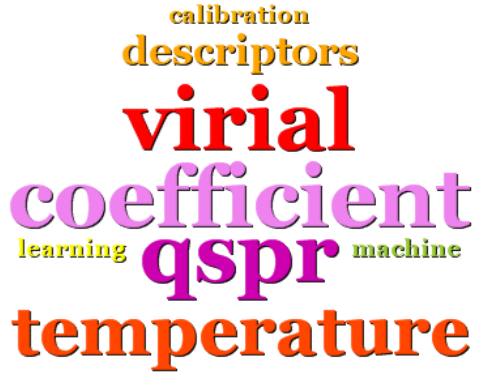 calibration
descriptors
virial
coefficient
learning qspr machine
temperature